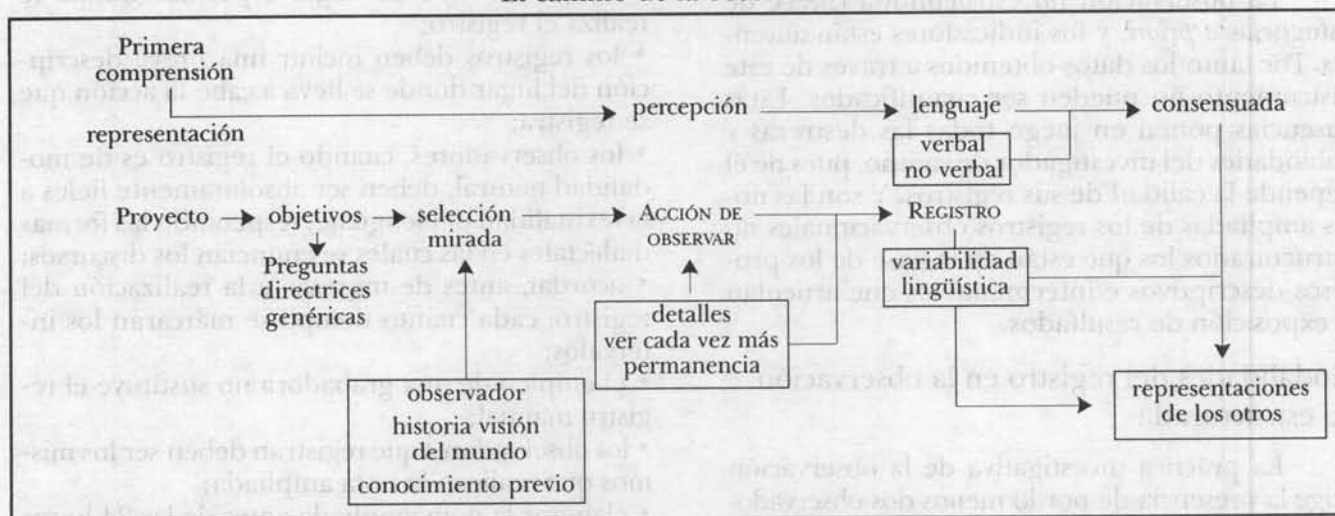 Primera
comprensión
representación
percepción
lenguaje
verbal
no verbal
consensuada
Proyecto
objetivos
selección
mirada
ACCIÓN DE
OBSERVAR
REGISTRO
Preguntas
directrices
genéricas
variabilidad
lingüística
detalles
ver cada vez más
permanencia
observador
historia visión
del mundo
conocimiento previo
representaciones
de los otros